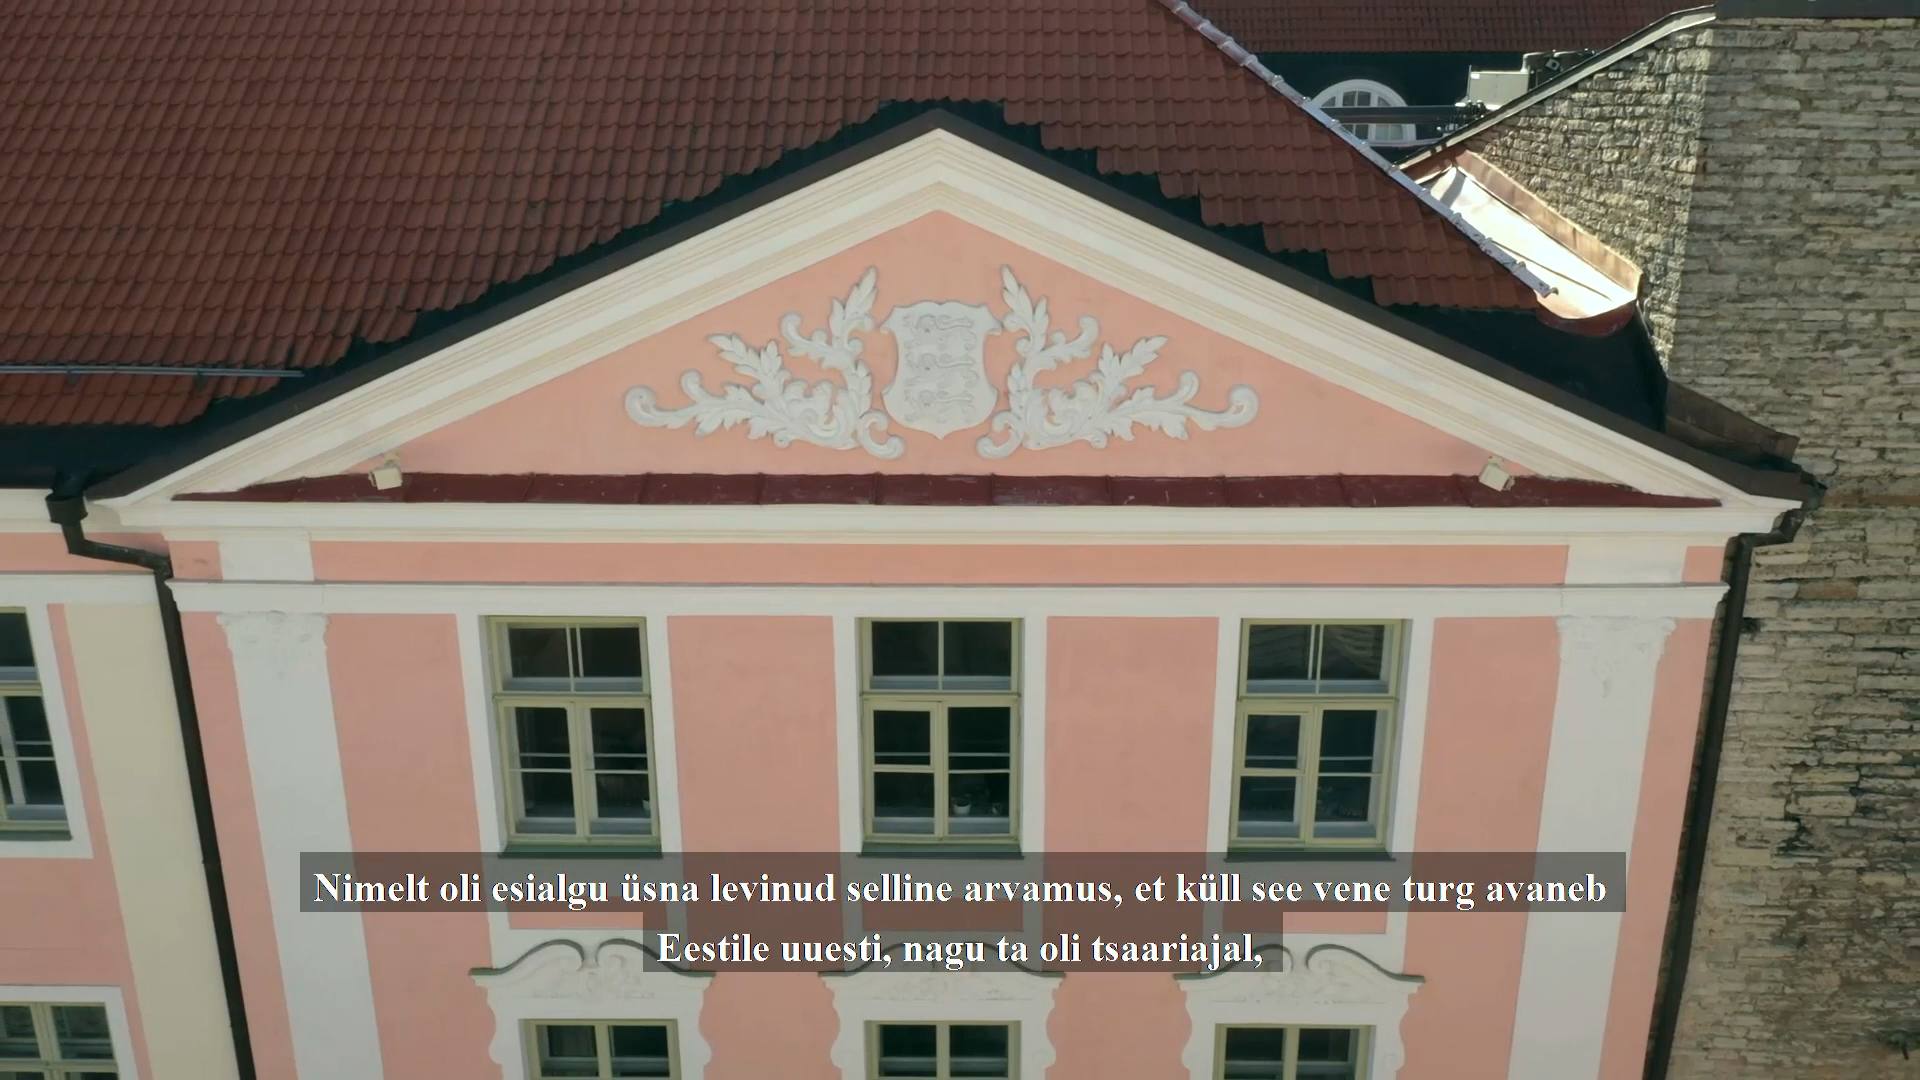 Nimelt oli esialgu üsna levinud selline arvamus, et küll see vene turg avaneb
Eestile uuesti, nagu ta oli tsaariajal,